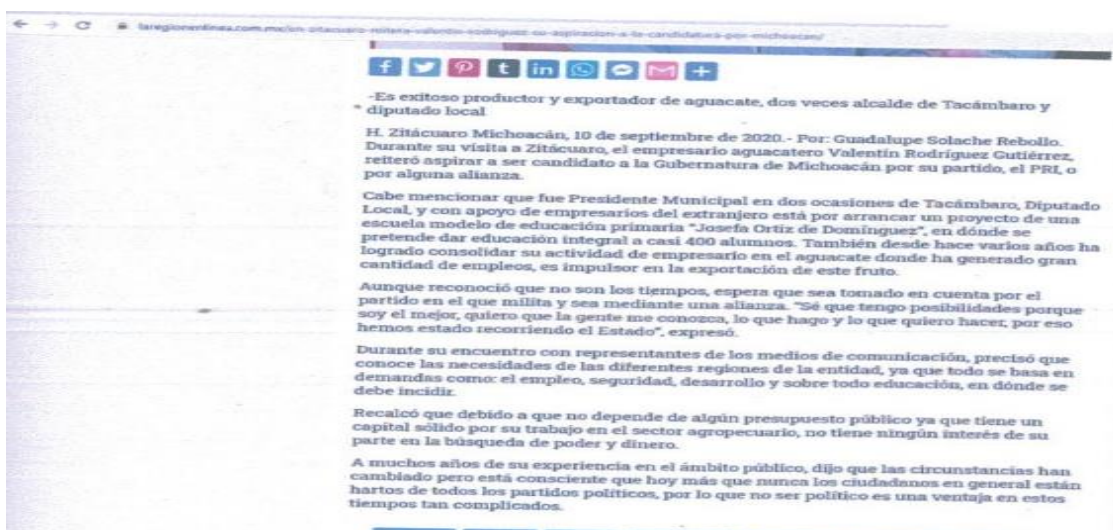 laregionenlinea.com.mx/en-zitacuaro-reitera-valentin-rodriguez-su-aspiracion-a-la-candidatura-por-michoacan/
-Es exitoso productor y exportador de aguacate, dos veces alcalde de Tacámbaro y
diputado local
H. Zitácuaro Michoacán, 10 de septiembre de 2020.- Por: Guadalupe Solache Rebollo.
Durante su visita a Zitácuaro, el empresario aguacatero Valentín Rodríguez Gutiérrez,
reiteró aspirar a ser candidato a la Gubernatura de Michoacán por su partido, el PRI, o
por alguna alianza.
Cabe mencionar que fue Presidente Municipal en dos ocasiones de Tacámbaro, Diputado
Local, y con apoyo de empresarios del extranjero está por arrancar un proyecto de una
escuela modelo de educación primaria "Josefa Ortiz de Domínguez", en dónde se
pretende dar educación integral a casi 400 alumnos. También desde hace varios años ha
logrado consolidar su actividad de empresario en el aguacate donde ha generado gran
cantidad de empleos, es impulsor en la exportación de este fruto.
Aunque reconoció que no son los tiempos, espera que sea tomado en cuenta por el
partido en el que milita y sea mediante una alianza. "Sé que tengo posibilidades porque
soy el mejor, quiero que la gente me conozca, lo que hago y lo que quiero hacer, por eso
hemos estado recorriendo el Estado", expresó.
Durante su encuentro con representantes de los medios de comunicación, precisó que
conoce las necesidades de las diferentes regiones de la entidad, ya que todo se basa en
demandas como: el empleo, seguridad, desarrollo y sobre todo educación, en dónde se
debe incidir.
Recalcó que debido a que no depende de algún presupuesto público ya que tiene un
capital sólido por su trabajo en el sector agropecuario, no tiene ningún interés de su
parte en la búsqueda de poder y dinero.
A muchos años de su experiencia en el ámbito público, dijo que las circunstancias han
cambiado pero está consciente que hoy más que nunca los ciudadanos en general están
hartos de todos los partidos políticos, por lo que no ser político es una ventaja en estos
tiempos tan complicados.